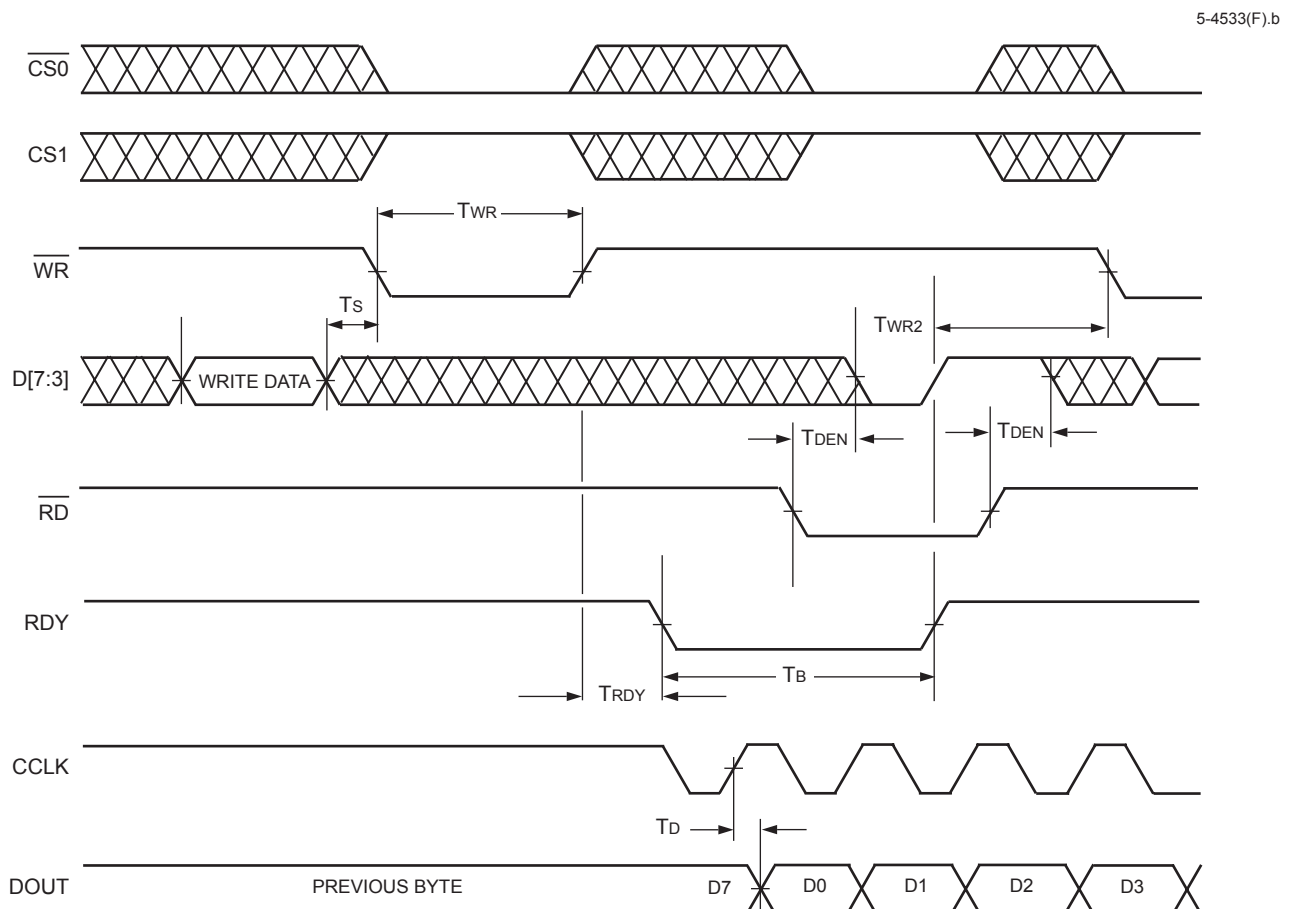 5-4533(F).b
CS0
CS1
TWR
WR
TS
TWR2
D[7:3]
WRITE DATA
TDEN
TDEN
RD
RDY
TB
TRDY
CCLK
TD
DOUT
PREVIOUS BYTE
D7
D0
D1
D2
D3